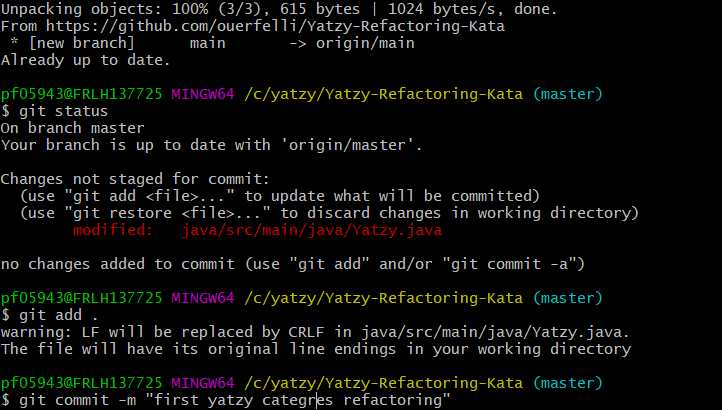 Unpacking objects: 100% (3/3), 615 bytes | 1024 bytes/s, done.
From https://github.com/ouerfelli/Yatzy-Refactoring-Kata
 * [new branch]      main       -> origin/main
Already up to date.

pf05943@FRLH137725 MINGW64 /c/yatzy/Yatzy-Refactoring-Kata (master)
$ git status
On branch master
Your branch is up to date with 'origin/master'.

Changes not staged for commit:
  (use "git add <file>..." to update what will be committed)
  (use "git restore <file>..." to discard changes in working directory)
        modified:   java/src/main/java/Yatzy.java

no changes added to commit (use "git add" and/or "git commit -a")

pf05943@FRLH137725 MINGW64 /c/yatzy/Yatzy-Refactoring-Kata (master)
$ git add .
warning: LF will be replaced by CRLF in java/src/main/java/Yatzy.java.
The file will have its original line endings in your working directory

pf05943@FRLH137725 MINGW64 /c/yatzy/Yatzy-Refactoring-Kata (master)
$ git commit -m "first yatzy categres refactoring"